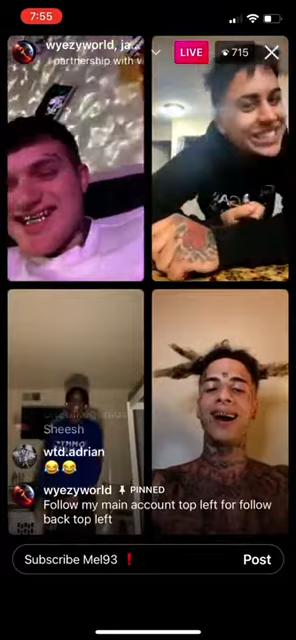 7:55
wyezyworld, ja...
partnership with v
LIVE
715
Sheesh
wtd.adrian
😂😂
wyezyworld PINNED
Follow my main account top left for follow
back top left
Subscribe Mel93❗
Post